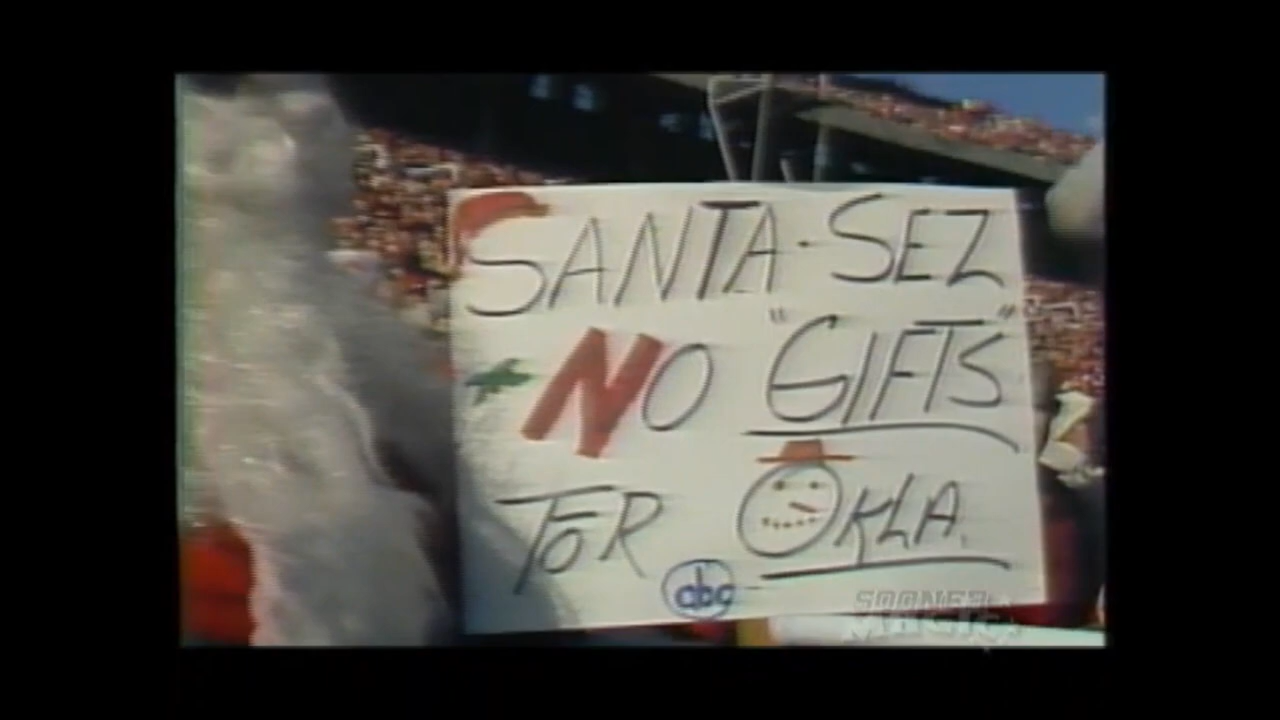 SANTA·SEZ
NO "GIFTS"
FOR OKLA.
abc
SOONER
MAGIC